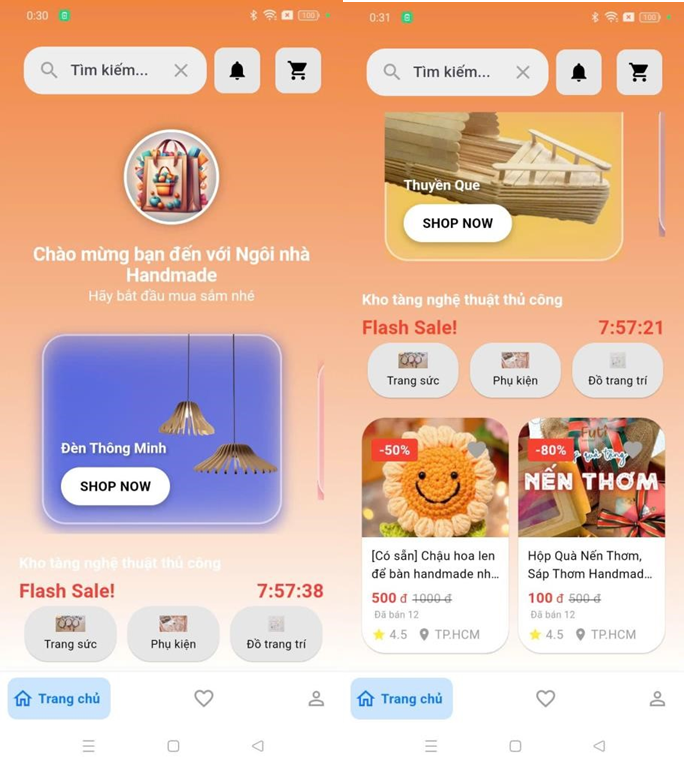 0:30
100
Tìm kiếm...
Chào mừng bạn đến với Ngôi nhà
Handmade
Hãy bắt đầu mua sắm nhé
Đèn Thông Minh
SHOP NOW
Kho tàng nghệ thuật thủ công
Flash Sale!
7:57:38
Trang sức
Phụ kiện
Đồ trang trí
Trang chủ
0:31
100
Tìm kiếm...
Thuyền Que
SHOP NOW
Kho tàng nghệ thuật thủ công
Flash Sale!
7:57:21
Trang sức
Phụ kiện
Đồ trang trí
-50%
[Có sẵn] Chậu hoa len
để bàn handmade nh...
500 đ 1000 đ
Đã bán 12
4.5 TP.HCM
-80%
NẾN THƠM
Hộp Quà Nến Thơm,
Sáp Thơm Handmad...
100 đ 500 đ
Đã bán 12
4.5 TP.HCM
Trang chủ